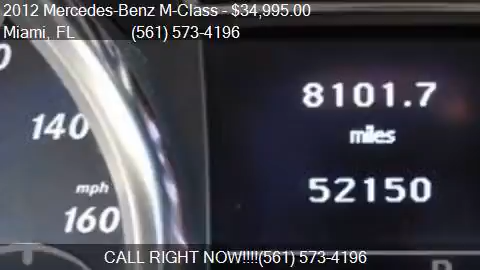 2012 Mercedes-Benz M-Class - $34,995.00
Miami, FL (561) 573-4196
8101.7
miles
52150
140
mph
160
CALL RIGHT NOW!!!!(561) 573-4196